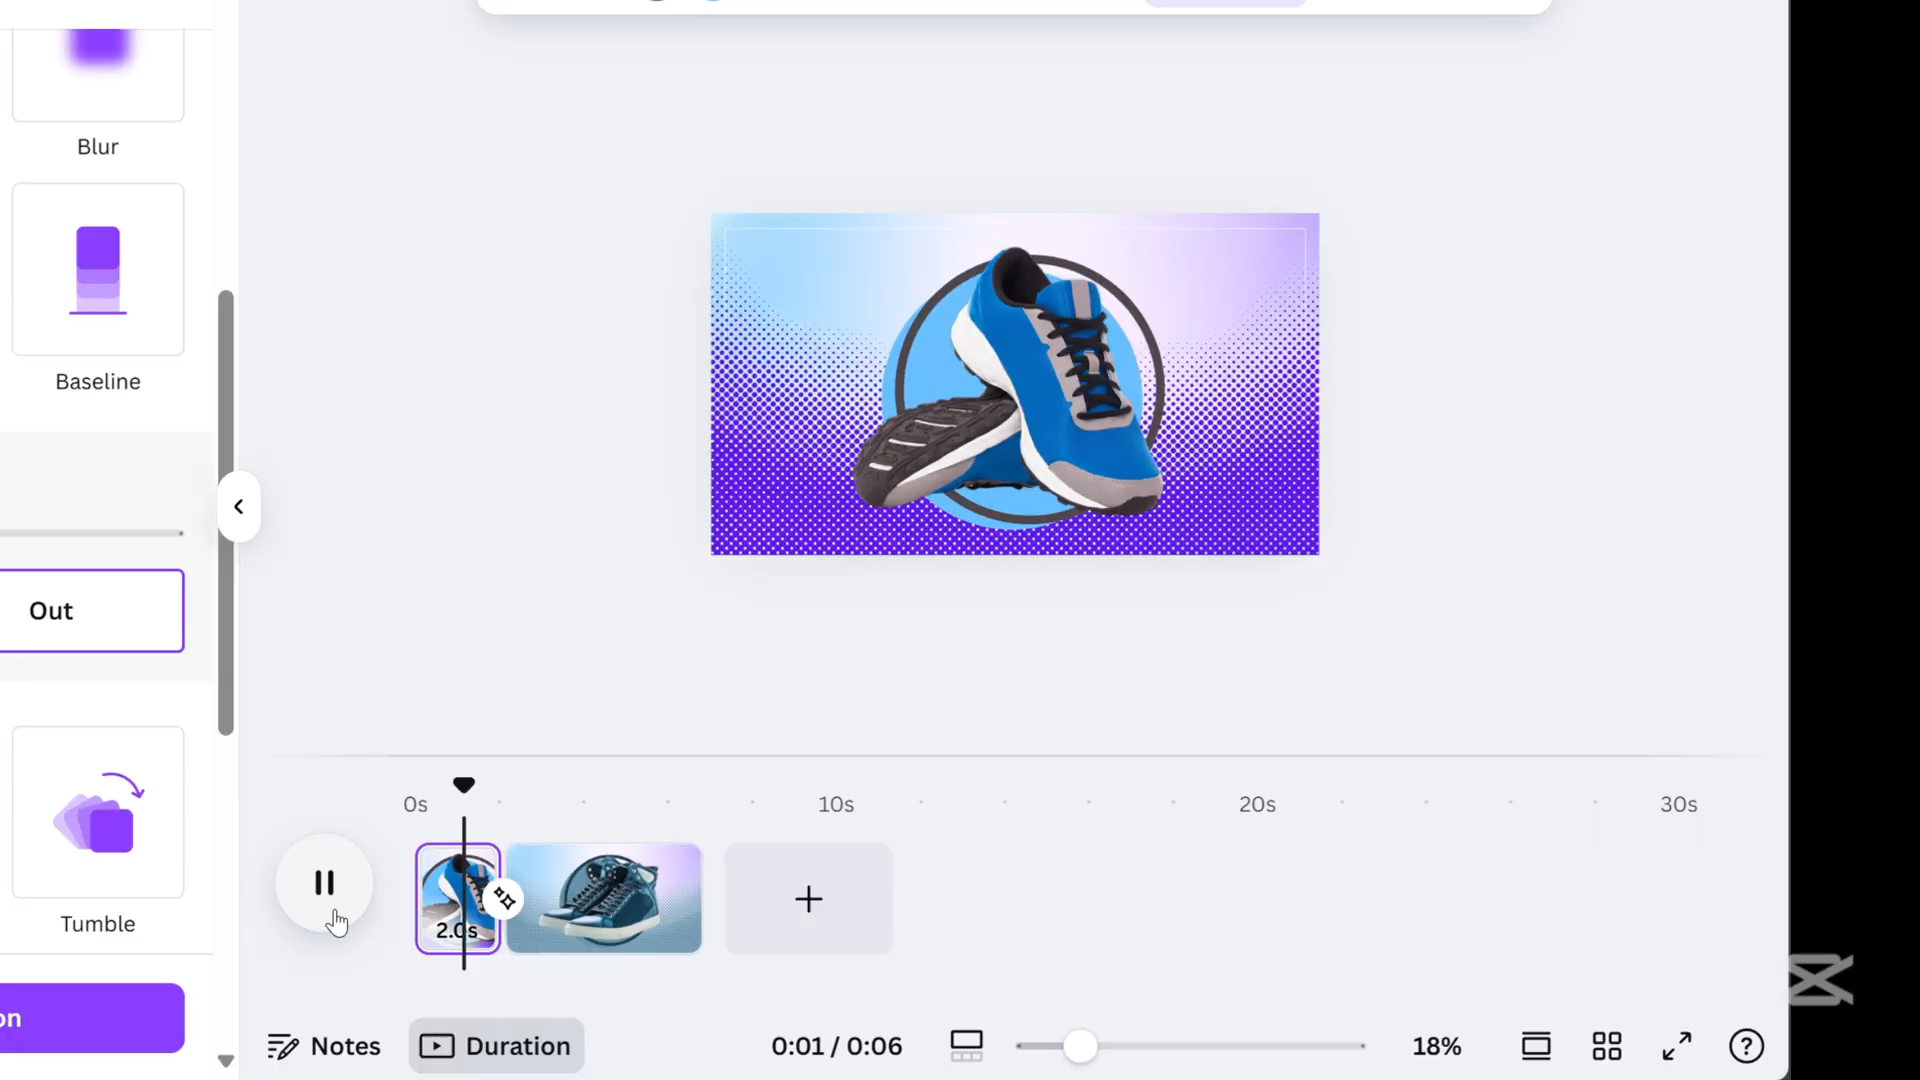 Blur
Baseline
Out
Tumble
on
0s
10s
20s
30s
2.0s
Notes
Duration
0:01 / 0:06
18%
?